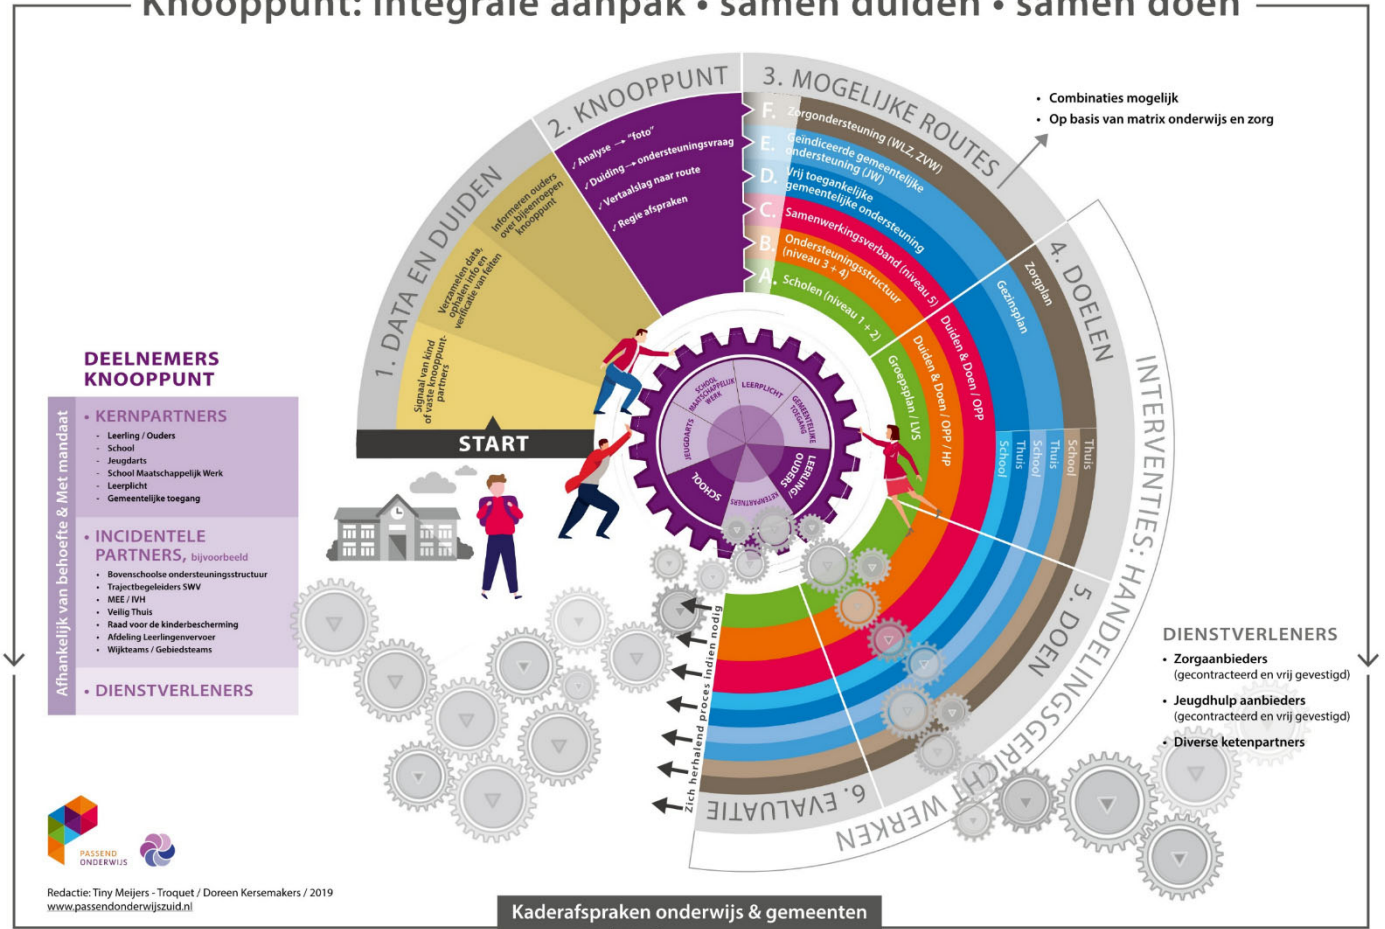 Knooppunt: integrale aanpak • samen duiden • samen doen
1. DATA EN DUIDEN
Signaal van kind
of vaste knooppunt-
partners
Verzamelen data,
ophalen info en
verificatie van feiten
Informeren ouders
over bijeenroepen
knooppunt
START
2. KNOOPPUNT
✓ Analyse → "foto"
✓ Duiding → ondersteuningsvraag
✓ Vertaalslag naar route
✓ Regie afspraken
3. MOGELIJKE ROUTES
F. Zorgondersteuning (WLZ, ZVW)
E. Geïndiceerde gemeentelijke
ondersteuning (JW)
D. Vrij toegankelijke
gemeentelijke ondersteuning
C. Samenwerkingsverband (niveau 5)
B. Ondersteuningsstructuur
(niveau 3 + 4)
A. Scholen (niveau 1 + 2)
• Combinaties mogelijk
• Op basis van matrix onderwijs en zorg
4. DOELEN
Zorgplan
Gezinsplan
Duiden & Doen / OPP
Duiden & Doen / OPP / HP
Groepsplan / LVS
School
Thuis
School
Thuis
School
Thuis
INTERVENTIES: HANDELINGSGERICHT WERKEN
5. DOEN
6. EVALUATIE
Zich herhalend proces indien nodig
SCHOOL
MAATSCHAPPELIJK
WERK
LEERPLICHT
GEMEENTELIJKE
TOEGANG
LEERLING/
OUDERS
KETENPARTNERS
SCHOOL
JEUGDARTS
DEELNEMERS
KNOOPPUNT
Afhankelijk van behoefte & Met mandaat
• KERNPARTNERS
- Leerling / Ouders
- School
- Jeugdarts
- School Maatschappelijk Werk
- Leerplicht
- Gemeentelijke toegang
• INCIDENTELE
PARTNERS, bijvoorbeeld
• Bovenschoolse ondersteuningsstructuur
• Trajectbegeleiders SWV
• MEE / IVH
• Veilig Thuis
• Raad voor de kinderbescherming
• Afdeling Leerlingenvervoer
• Wijkteams / Gebiedsteams
• DIENSTVERLENERS
DIENSTVERLENERS
• Zorgaanbieders
(gecontracteerd en vrij gevestigd)
• Jeugdhulp aanbieders
(gecontracteerd en vrij gevestigd)
• Diverse ketenpartners
PASSEND
ONDERWIJS
Redactie: Tiny Meijers - Troquet / Doreen Kersemakers / 2019
www.passendonderwijszuid.nl
Kaderafspraken onderwijs & gemeenten